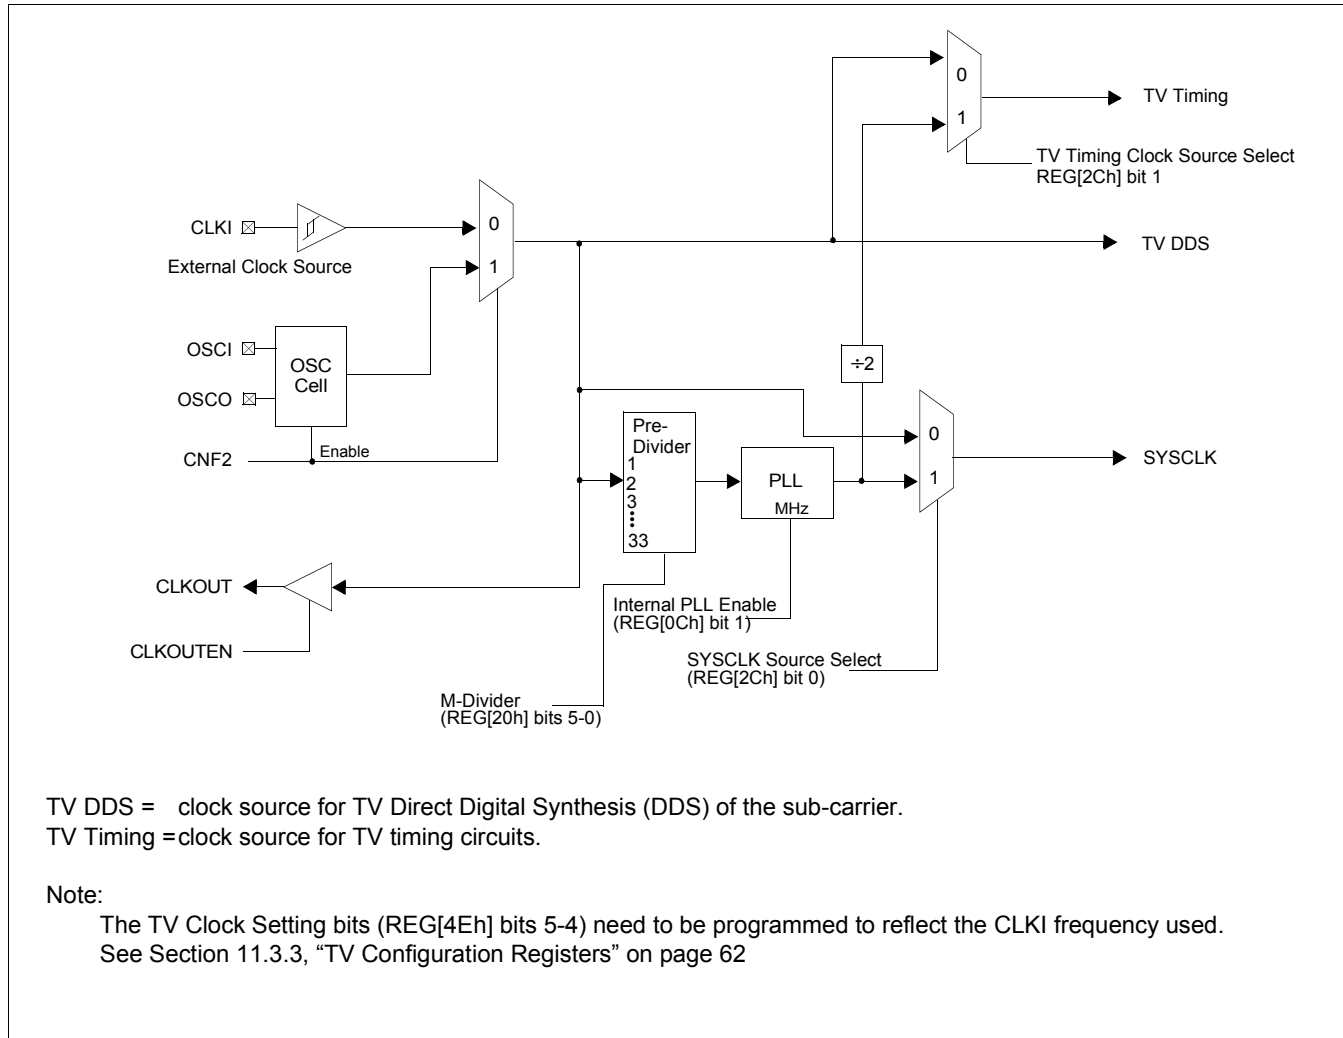 0
1
TV Timing
TV Timing Clock Source Select
REG[2Ch] bit 1
CLKI
External Clock Source
0
1
TV DDS
OSCI
OSCO
OSC
Cell
÷2
CNF2
Enable
Pre-
Divider
1
2
3
33
PLL
MHz
0
1
SYSCLK
CLKOUT
CLKOUTEN
Internal PLL Enable
(REG[0Ch] bit 1)
SYSCLK Source Select
(REG[2Ch] bit 0)
M-Divider
(REG[20h] bits 5-0)
TV DDS = clock source for TV Direct Digital Synthesis (DDS) of the sub-carrier.
TV Timing =clock source for TV timing circuits.
Note:
The TV Clock Setting bits (REG[4Eh] bits 5-4) need to be programmed to reflect the CLKI frequency used.
See Section 11.3.3, “TV Configuration Registers” on page 62